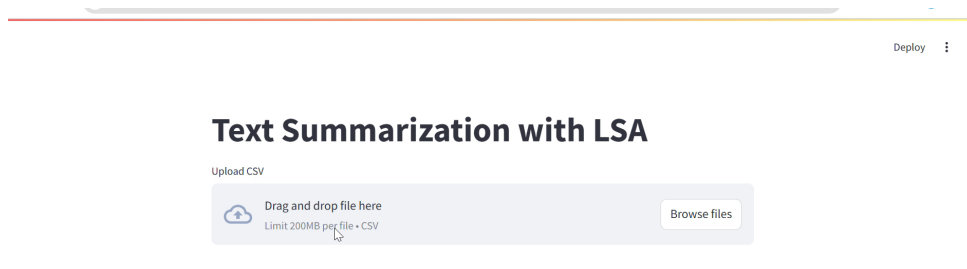 Deploy
Text Summarization with LSA
Upload CSV
Drag and drop file here
Limit 200MB per file • CSV
Browse files